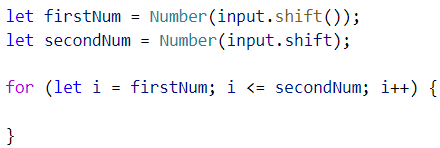 let firstNum = Number(input.shift());
let secondNum = Number(input.shift);
for (let i = firstNum; i <= secondNum; i++) {
}